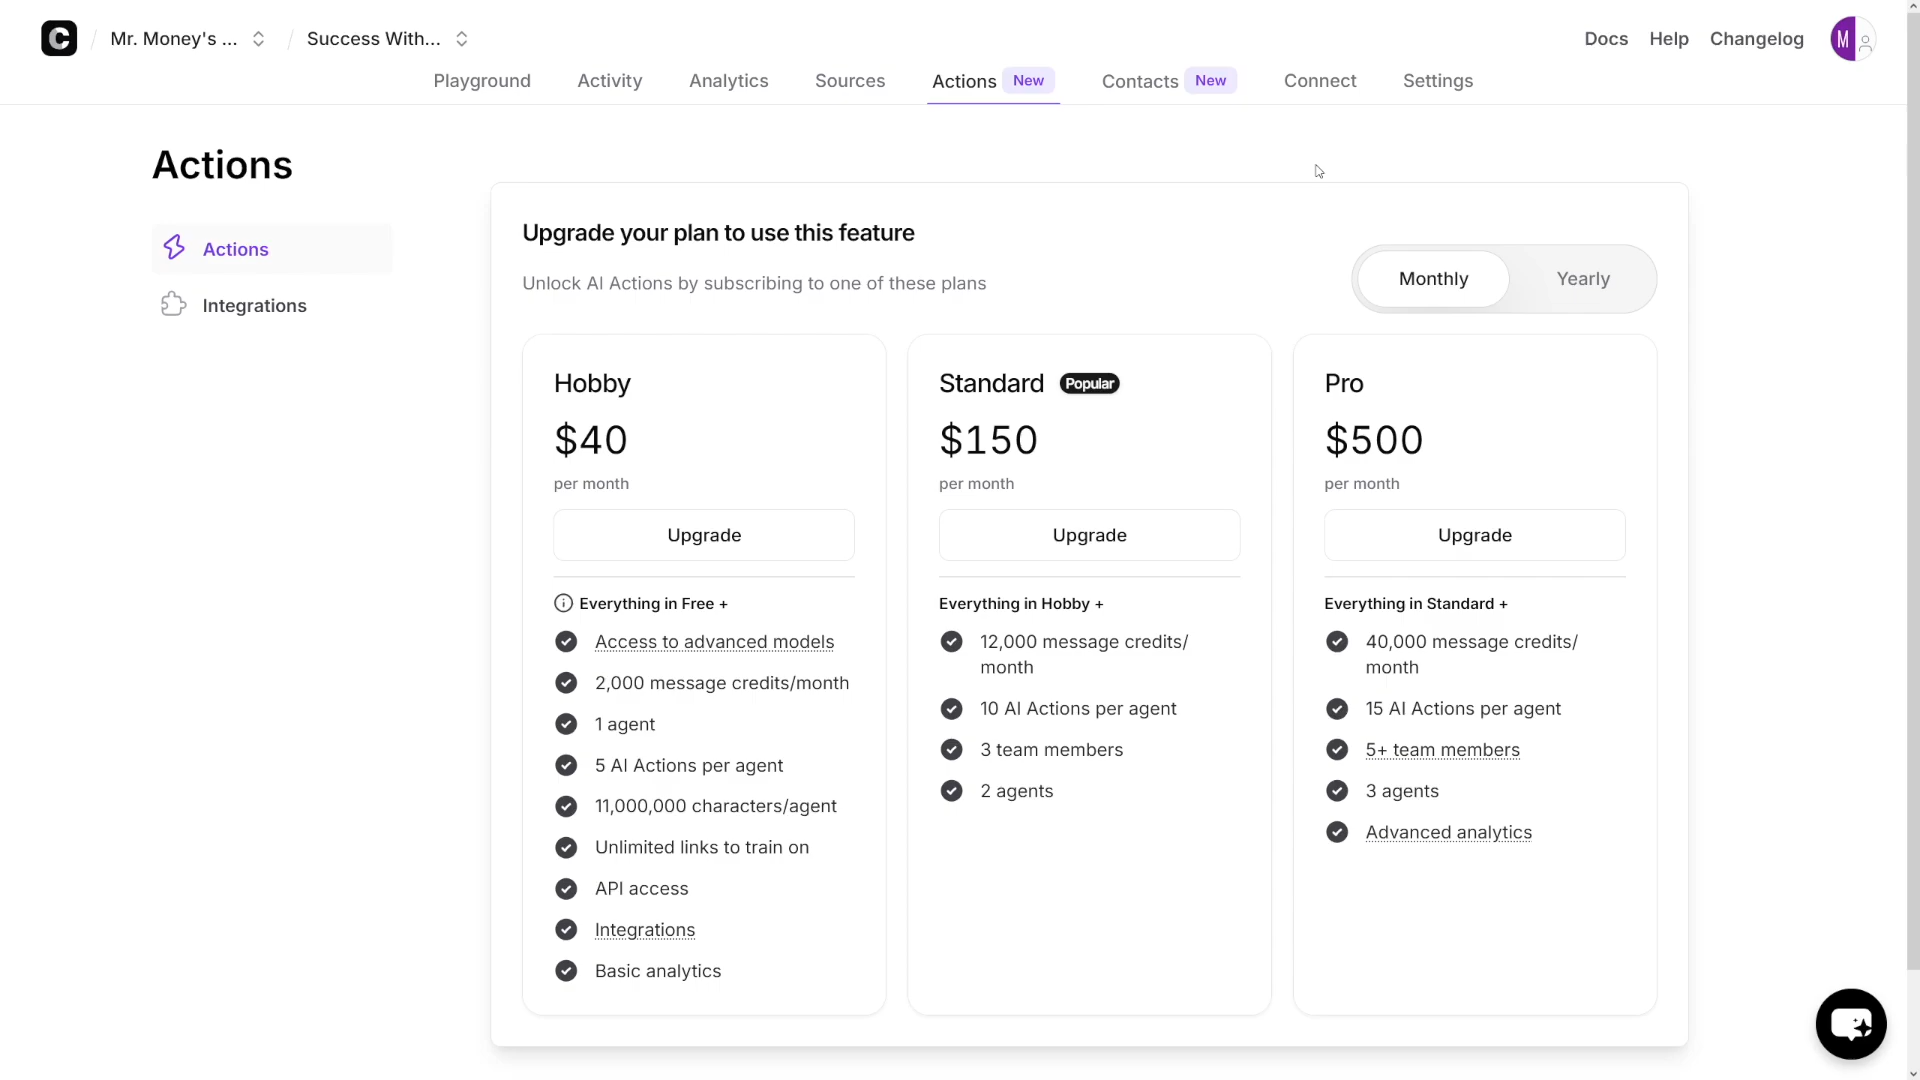 C / Mr. Money's ... / Success With...
Docs Help Changelog M
Playground Activity Analytics Sources Actions New Contacts New Connect Settings
Actions
Actions
Integrations
Upgrade your plan to use this feature
Unlock AI Actions by subscribing to one of these plans
Monthly Yearly
Hobby
$40
per month
Upgrade
Everything in Free +
Access to advanced models
2,000 message credits/month
1 agent
5 AI Actions per agent
11,000,000 characters/agent
Unlimited links to train on
API access
Integrations
Basic analytics
Standard Popular
$150
per month
Upgrade
Everything in Hobby +
12,000 message credits/
month
10 AI Actions per agent
3 team members
2 agents
Pro
$500
per month
Upgrade
Everything in Standard +
40,000 message credits/
month
15 AI Actions per agent
5+ team members
3 agents
Advanced analytics